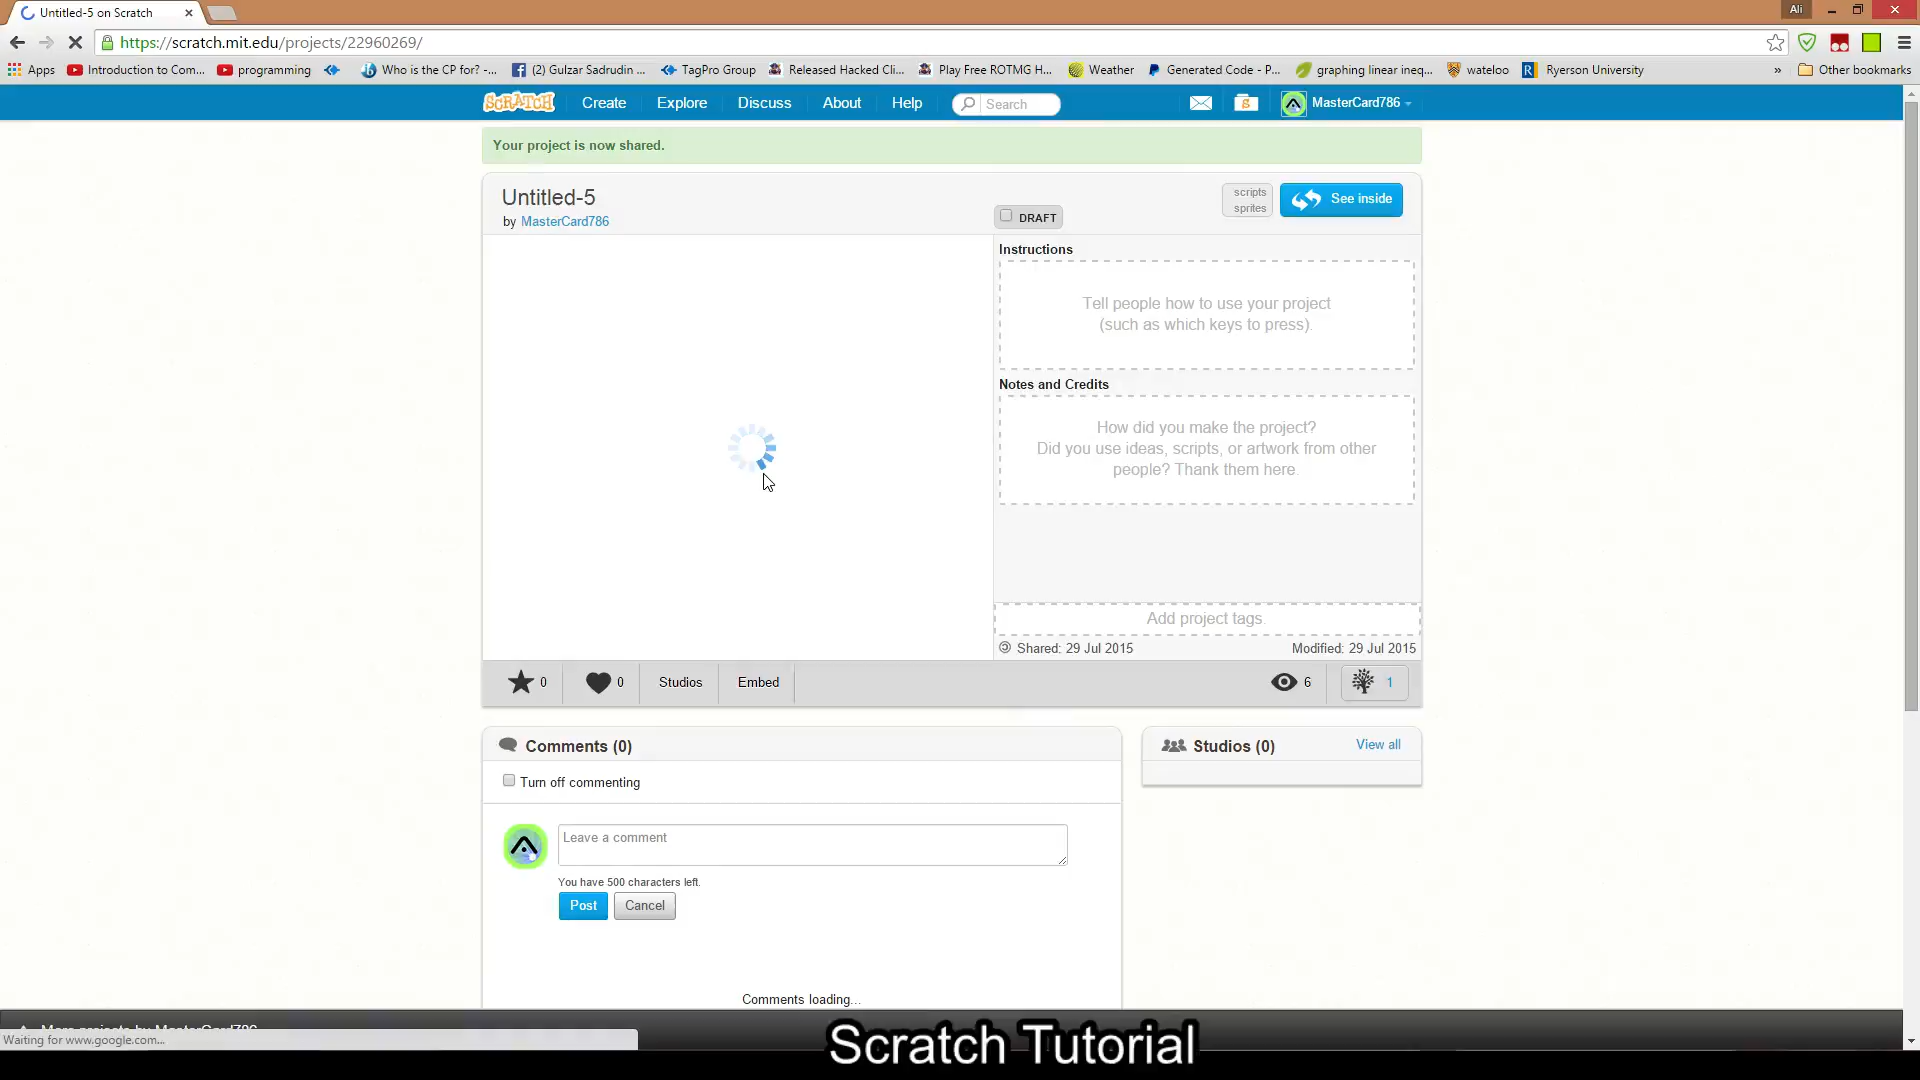 Untitled-5 on Scratch
Ali
https://scratch.mit.edu/projects/22960269/
Apps
Introduction to Com...
programming
Who is the CP for? -...
(2) Gulzar Sadrudin ...
TagPro Group
Released Hacked Cli...
Play Free ROTMG H...
Weather
Generated Code - P...
graphing linear ineq...
wateloo
Ryerson University
»
Other bookmarks
SCRATCH
Create
Explore
Discuss
About
Help
Search
MasterCard786
Your project is now shared.
Untitled-5
by MasterCard786
DRAFT
scripts
sprites
See inside
Instructions
Tell people how to use your project
(such as which keys to press).
Notes and Credits
How did you make the project?
Did you use ideas, scripts, or artwork from other
people? Thank them here.
Add project tags.
Shared: 29 Jul 2015
Modified: 29 Jul 2015
0
0
Studios
Embed
6
1
Comments (0)
Turn off commenting
Leave a comment
You have 500 characters left.
Post
Cancel
Comments loading...
Studios (0)
View all
More projects by MasterCard786
Waiting for www.google.com...
Scratch Tutorial